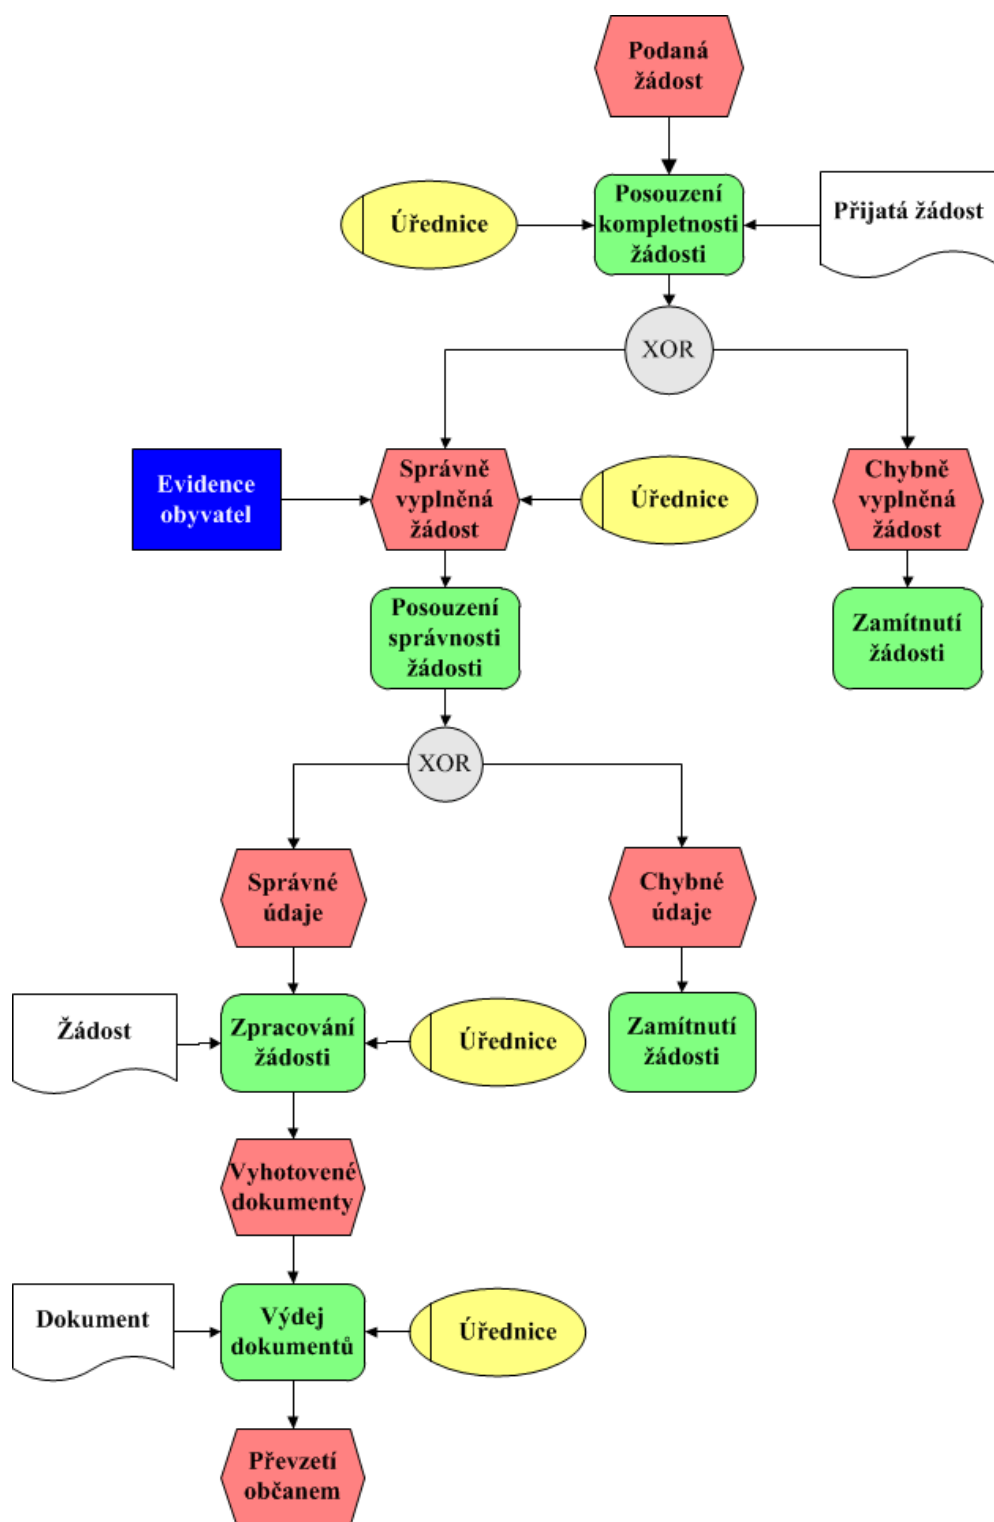 Podaná
žádost
Úřednice
Posouzení
kompletnosti
žádosti
Přijatá žádost
XOR
Evidence
obyvatel
Správně
vyplněná
žádost
Úřednice
Chybně
vyplněná
žádost
Posouzení
správnosti
žádosti
Zamítnutí
žádosti
XOR
Správné
údaje
Chybné
údaje
Žádost
Zpracování
žádosti
Úřednice
Zamítnutí
žádosti
Vyhotovené
dokumenty
Dokument
Výdej
dokumentů
Úřednice
Převzetí
občanem